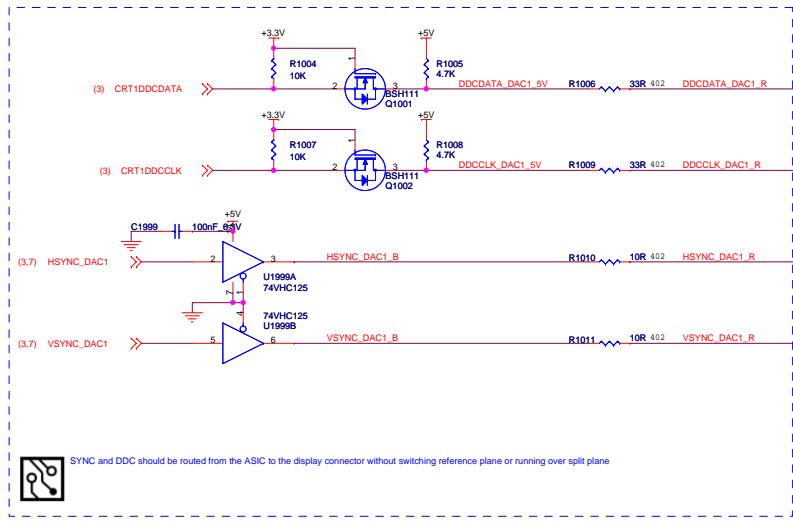 +3.3V
+5V
R1004
10K
1
R1005
4.7K
(3) CRT1DDCDATA
2
3
BSH111
Q1001
DDCDATA_DAC1_5V
R1006
33R 402
DDCDATA_DAC1_R
+3.3V
+5V
R1007
10K
1
R1008
4.7K
(3) CRT1DDCCLK
2
3
BSH111
Q1002
DDCCLK_DAC1_5V
R1009
33R 402
DDCCLK_DAC1_R
+5V
C1999
100nF_6.3V
(3,7) HSYNC_DAC1
2
3
HSYNC_DAC1_B
R1010
10R 402
HSYNC_DAC1_R
U1999A
74VHC125
7
1
4
74VHC125
U1999B
(3,7) VSYNC_DAC1
5
6
VSYNC_DAC1_B
R1011
10R 402
VSYNC_DAC1_R
SYNC and DDC should be routed from the ASIC to the display connector without switching reference plane or running over split plane